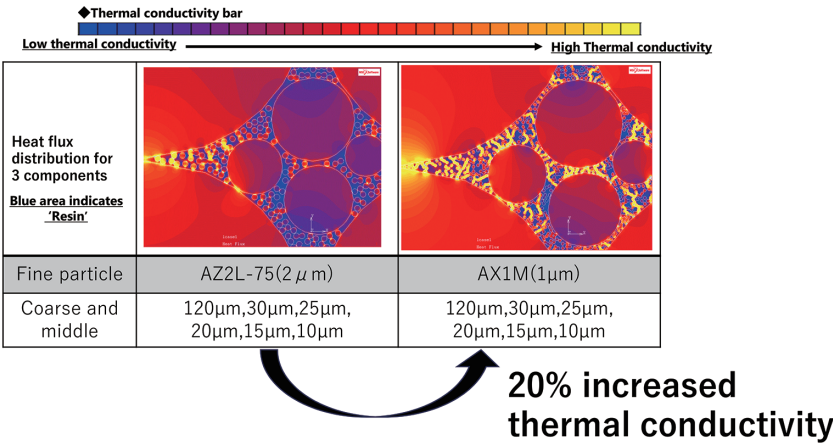 ◆Thermal conductivity bar
Low thermal conductivity
High Thermal conductivity
Heat flux
distribution for
3 components
Blue area indicates
'Resin'
Fine particle
AZ2L-75(2μm)
AX1M(1μm)
Coarse and
middle
120μm,30μm,25μm,
20μm,15μm,10μm
120μm,30μm,25μm,
20μm,15μm,10μm
20% increased
thermal conductivity